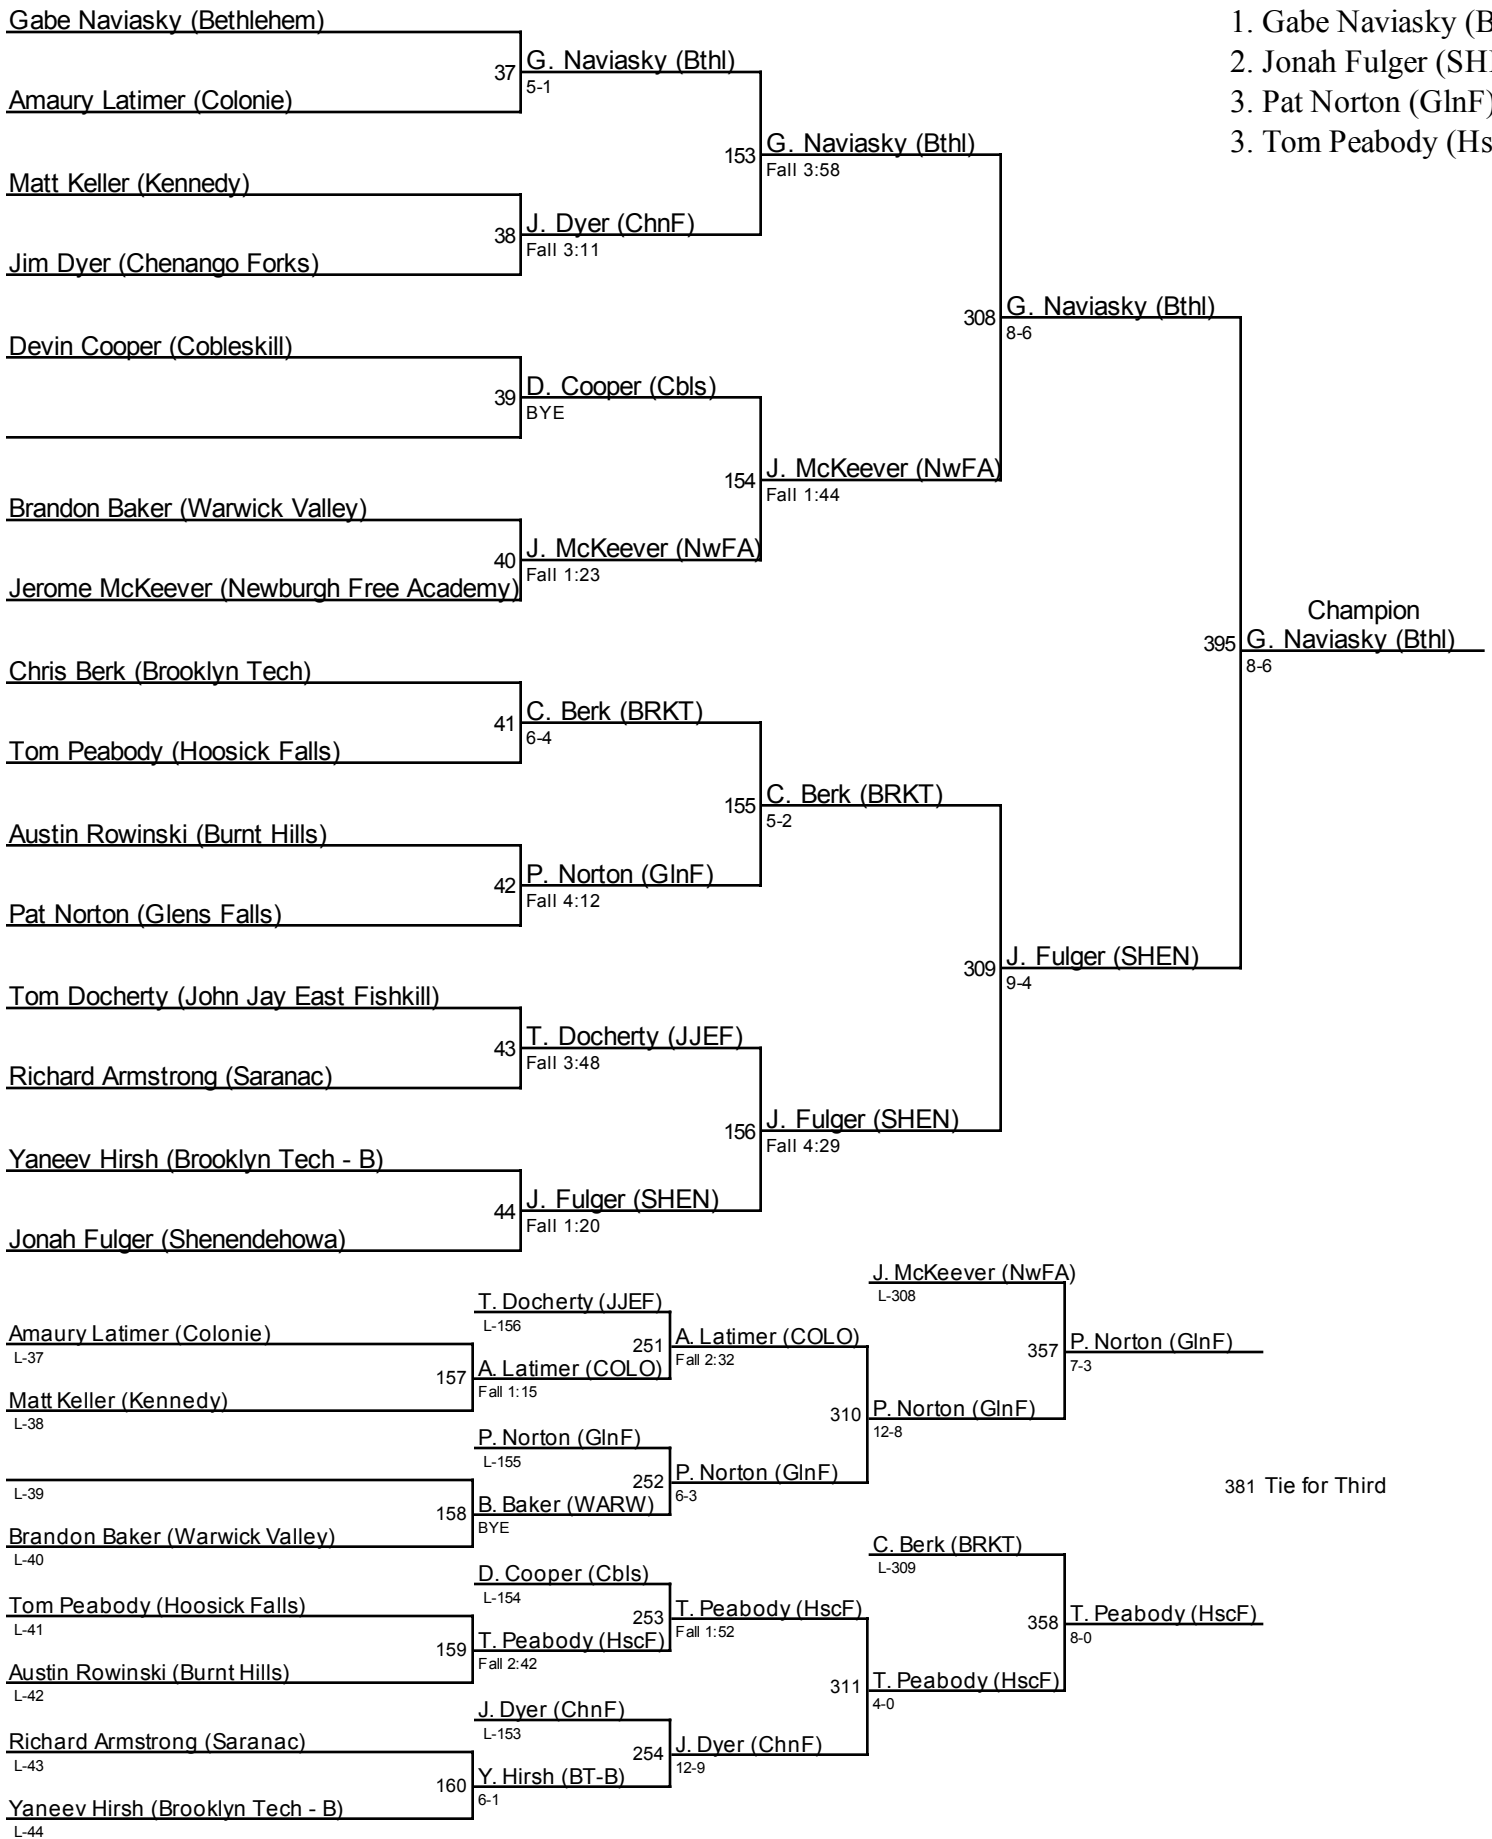 Gabe Naviasky (Bethlehem)
37
G. Naviasky (Bthl)
5-1
Amaury Latimer (Colonie)
153
G. Naviasky (Bthl)
Fall 3:58
Matt Keller (Kennedy)
38
J. Dyer (ChnF)
Fall 3:11
Jim Dyer (Chenango Forks)
308
G. Naviasky (Bthl)
8-6
Devin Cooper (Cobleskill)
39
D. Cooper (Cbls)
BYE
154
J. McKeever (NwFA)
Fall 1:44
Brandon Baker (Warwick Valley)
40
J. McKeever (NwFA)
Fall 1:23
Jerome McKeever (Newburgh Free Academy)
Champion
395
G. Naviasky (Bthl)
8-6
Chris Berk (Brooklyn Tech)
41
C. Berk (BRKT)
6-4
Tom Peabody (Hoosick Falls)
155
C. Berk (BRKT)
5-2
Austin Rowinski (Burnt Hills)
42
P. Norton (GlnF)
Fall 4:12
Pat Norton (Glens Falls)
309
J. Fulger (SHEN)
9-4
Tom Docherty (John Jay East Fishkill)
43
T. Docherty (JJEF)
Fall 3:48
Richard Armstrong (Saranac)
156
J. Fulger (SHEN)
Fall 4:29
Yaneev Hirsh (Brooklyn Tech - B)
44
J. Fulger (SHEN)
Fall 1:20
Jonah Fulger (Shenendehowa)
1. Gabe Naviasky (B
2. Jonah Fulger (SH
3. Pat Norton (GlnF)
3. Tom Peabody (Hs
J. McKeever (NwFA)
L-308
T. Docherty (JJEF)
L-156
Amaury Latimer (Colonie)
L-37
251
A. Latimer (COLO)
Fall 2:32
357
P. Norton (GlnF)
7-3
157
A. Latimer (COLO)
Fall 1:15
Matt Keller (Kennedy)
L-38
310
P. Norton (GlnF)
12-8
P. Norton (GlnF)
L-155
252
P. Norton (GlnF)
6-3
L-39
158
B. Baker (WARW)
BYE
381 Tie for Third
Brandon Baker (Warwick Valley)
L-40
C. Berk (BRKT)
L-309
D. Cooper (Cbls)
L-154
Tom Peabody (Hoosick Falls)
L-41
253
T. Peabody (HscF)
Fall 1:52
358
T. Peabody (HscF)
8-0
159
T. Peabody (HscF)
Fall 2:42
Austin Rowinski (Burnt Hills)
L-42
311
T. Peabody (HscF)
4-0
J. Dyer (ChnF)
L-153
Richard Armstrong (Saranac)
L-43
254
J. Dyer (ChnF)
12-9
160
Y. Hirsh (BT-B)
6-1
Yaneev Hirsh (Brooklyn Tech - B)
L-44